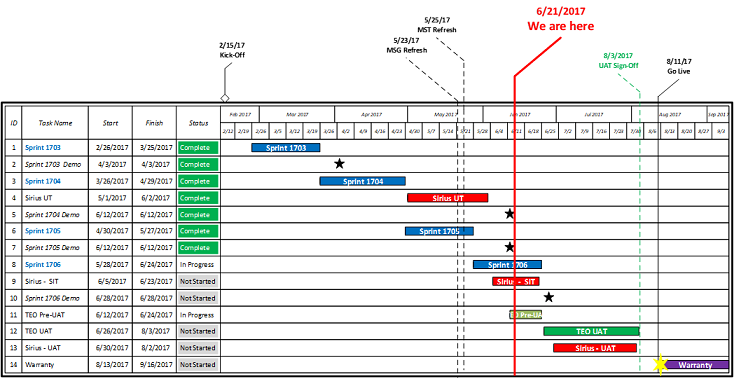 6/21/2017
We are here
5/25/17
MST Refresh
5/23/17
MSG Refresh
2/15/17
Kick-Off
8/3/2017
UAT Sign-Off
8/11/17
Go Live
ID Task Name Start Finish Status Feb 2017 Mar 2017 Apr 2017 May 2017 Jun 2017 Jul 2017 Aug 2017 Sep 2017
2/12 2/19 2/26 3/5 3/12 3/19 3/26 4/2 4/9 4/16 4/23 4/30 5/7 5/14 5/21 5/28 6/4 6/11 6/18 6/25 7/2 7/9 7/16 7/23 7/30 8/6 8/13 8/20 8/27 9/3
1 Sprint 1703 2/26/2017 3/25/2017 Complete Sprint 1703
2 Sprint 1703 Demo 4/3/2017 4/3/2017 Complete
3 Sprint 1704 3/26/2017 4/29/2017 Complete Sprint 1704
4 Sirius UT 5/1/2017 6/2/2017 Complete Sirius UT
5 Sprint 1704 Demo 6/12/2017 6/12/2017 Complete
6 Sprint 1705 4/30/2017 5/27/2017 Complete Sprint 1705
7 Sprint 1705 Demo 6/12/2017 6/12/2017 Complete
8 Sprint 1706 5/28/2017 6/24/2017 In Progress Sprint 1706
9 Sirius - SIT 6/5/2017 6/23/2017 Not Started Sirius - SIT
10 Sprint 1706 Demo 6/28/2017 6/28/2017 Not Started
11 TEO Pre-UAT 6/12/2017 6/24/2017 In Progress O Pre-UA
12 TEO UAT 6/26/2017 8/3/2017 Not Started TEO UAT
13 Sirius - UAT 6/30/2017 8/2/2017 Not Started Sirius - UAT
14 Warranty 8/13/2017 9/16/2017 Not Started Warranty